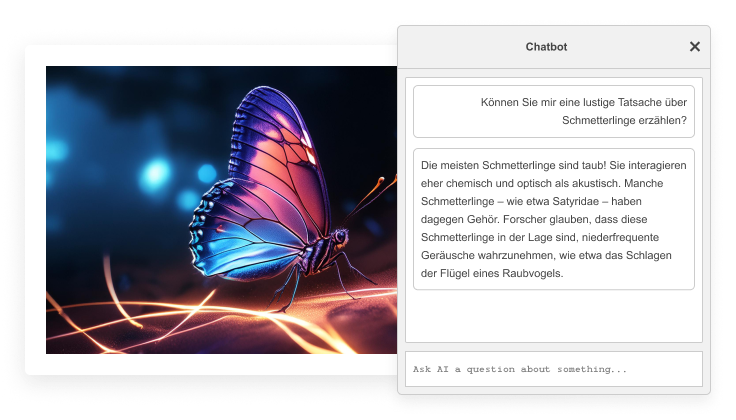 Chatbot ✕
Können Sie mir eine lustige Tatsache über
Schmetterlinge erzählen?
Die meisten Schmetterlinge sind taub! Sie interagieren
eher chemisch und optisch als akustisch. Manche
Schmetterlinge – wie etwa Satyridae – haben
dagegen Gehör. Forscher glauben, dass diese
Schmetterlinge in der Lage sind, niederfrequente
Geräusche wahrzunehmen, wie etwa das Schlagen
der Flügel eines Raubvogels.
Ask AI a question about something...